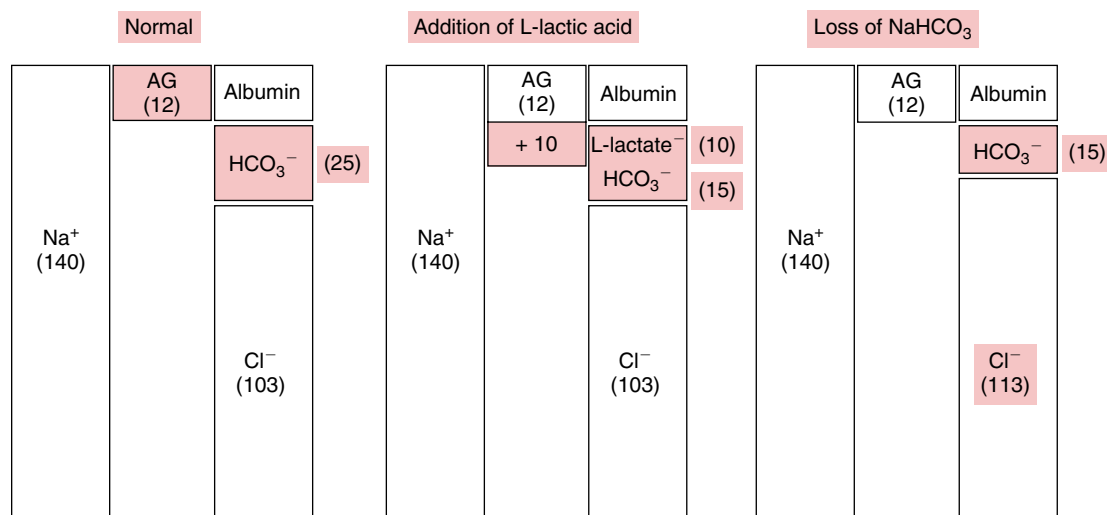 Normal
AG
(12)
Albumin
HCO₃⁻
(25)
Na⁺
(140)
Cl⁻
(103)
Addition of L-lactic acid
AG
(12)
Albumin
+ 10
L-lactate⁻
(10)
HCO₃⁻
(15)
Na⁺
(140)
Cl⁻
(103)
Loss of NaHCO₃
AG
(12)
Albumin
HCO₃⁻
(15)
Na⁺
(140)
Cl⁻
(113)